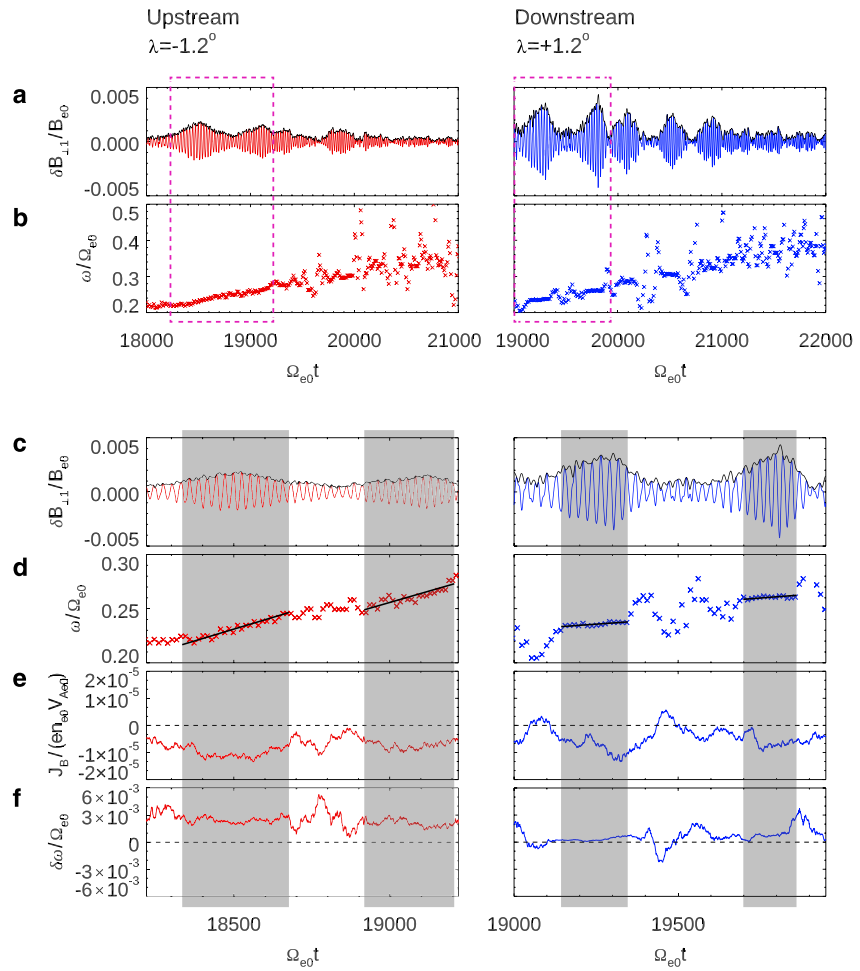 Upstream
λ=-1.2°
Downstream
λ=+1.2°
a
δB⊥1/Be0
0.005
0.000
-0.005
b
ω/Ωe0
0.5
0.4
0.3
0.2
18000 19000 20000 21000
19000 20000 21000 22000
Ωe0t
Ωe0t
c
δB⊥1/Be0
0.005
0.000
-0.005
d
ω/Ωe0
0.30
0.25
0.20
e
JB/(ene0VAe0)
2×10-5
1×10-5
0
-1×10-5
-2×10-5
f
δω/Ωe0
6×10-3
3×10-3
0
-3×10-3
-6×10-3
18500 19000
19000 19500
Ωe0t
Ωe0t